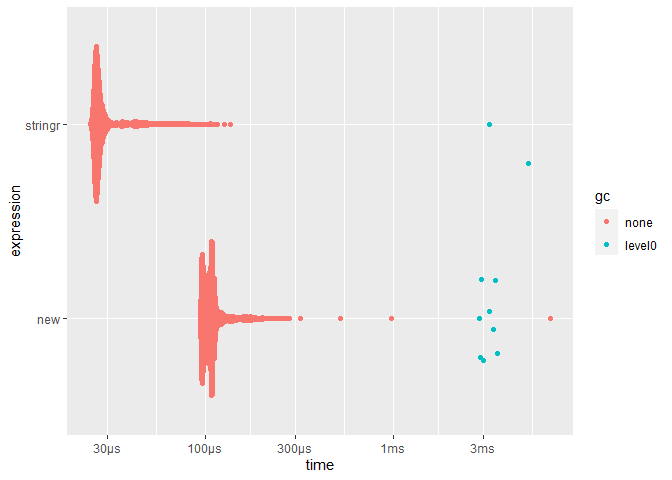 stringr
new
expression
30µs
100µs
300µs
1ms
3ms
time
gc
none
level0